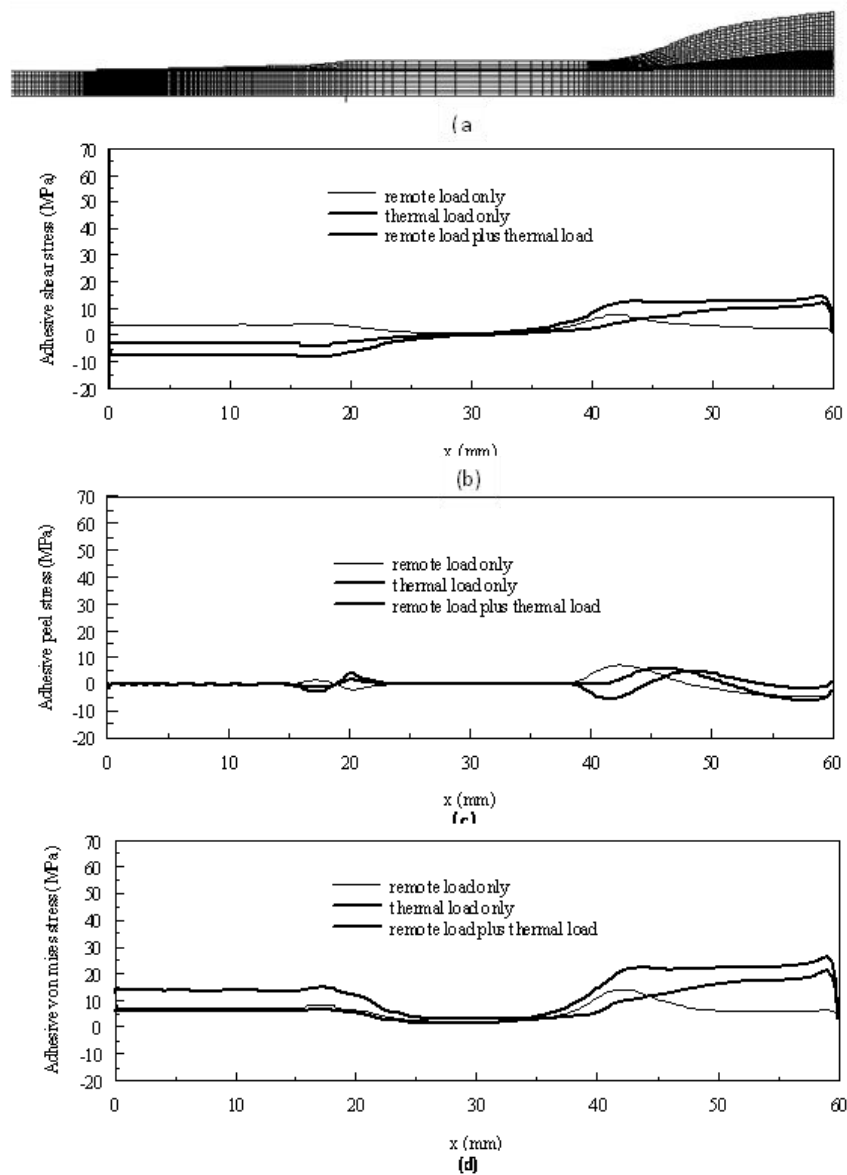 (a
70
60
50
40
30
20
10
0
-10
-20
Adhesive shear stress (MPa)
remote load only
thermal load only
remote load plus thermal load
0 10 20 30 40 50 60
x (mm)
(b)
70
60
50
40
30
20
10
0
-10
-20
Adhesive peel stress (MPa)
remote load only
thermal load only
remote load plus thermal load
0 10 20 30 40 50 60
x (mm)
(c)
70
60
50
40
30
20
10
0
-10
-20
Adhesive von mises stress (MPa)
remote load only
thermal load only
remote load plus thermal load
0 10 20 30 40 50 60
x (mm)
(d)